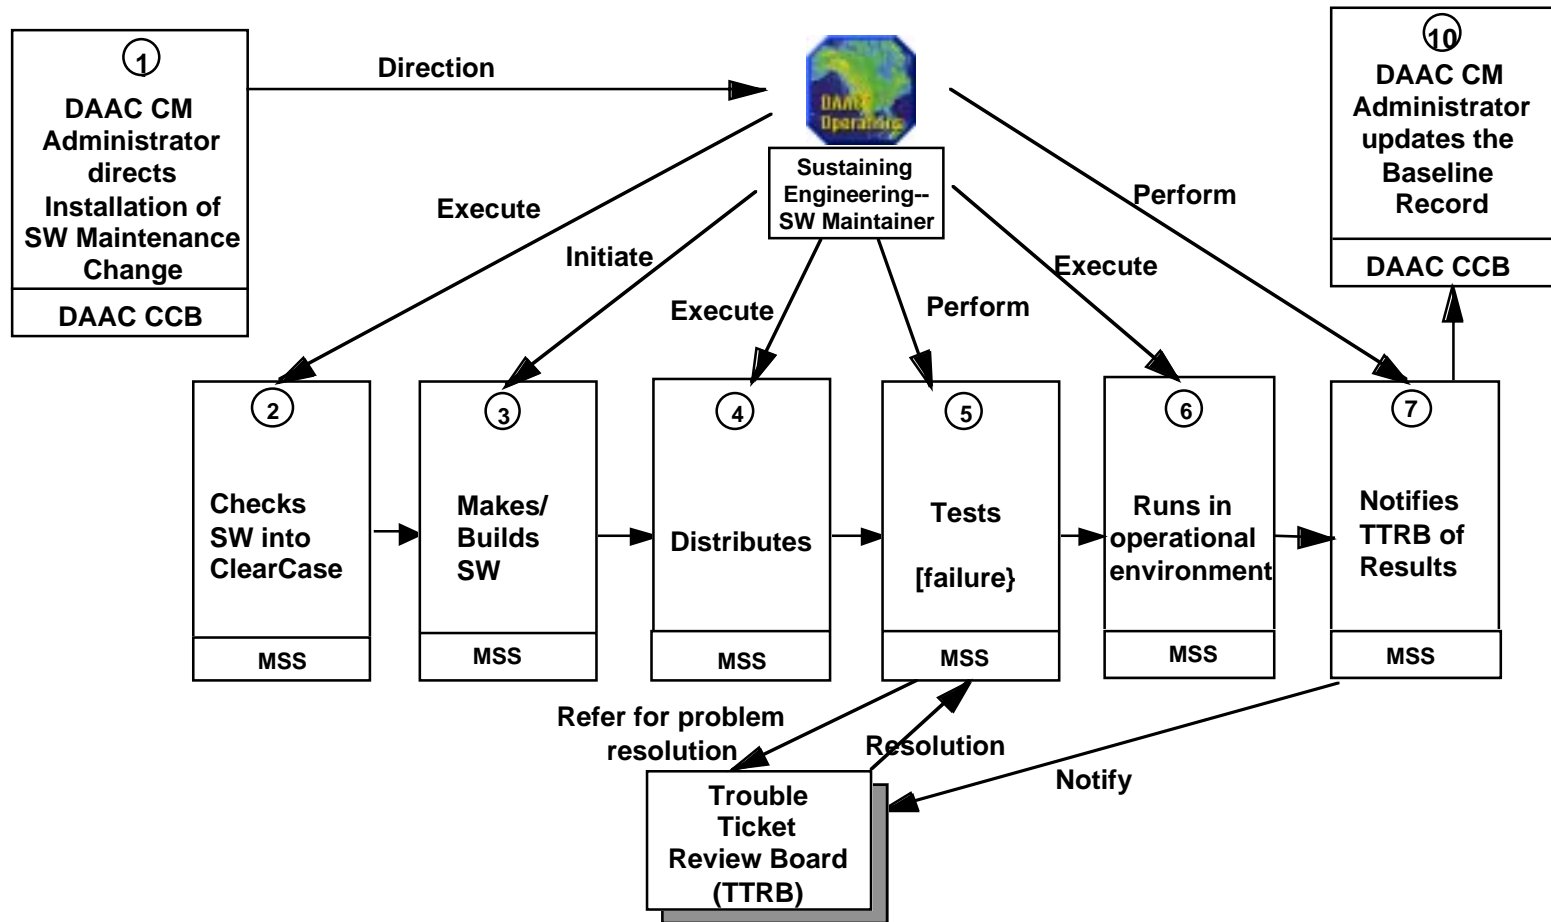 1
DAAC CM
Administrator
directs
Installation of
SW Maintenance
Change
DAAC CCB
Direction
DAAC
Operations
Sustaining
Engineering--
SW Maintainer
10
DAAC CM
Administrator
updates the
Baseline
Record
DAAC CCB
Execute
Initiate
Execute
Perform
Execute
Perform
2
Checks
SW into
ClearCase
MSS
3
Makes/
Builds
SW
MSS
4
Distributes
MSS
5
Tests
[failure}
MSS
6
Runs in
operational
environment
MSS
7
Notifies
TTRB of
Results
MSS
Refer for problem
resolution
Resolution
Notify
Trouble
Ticket
Review Board
(TTRB)